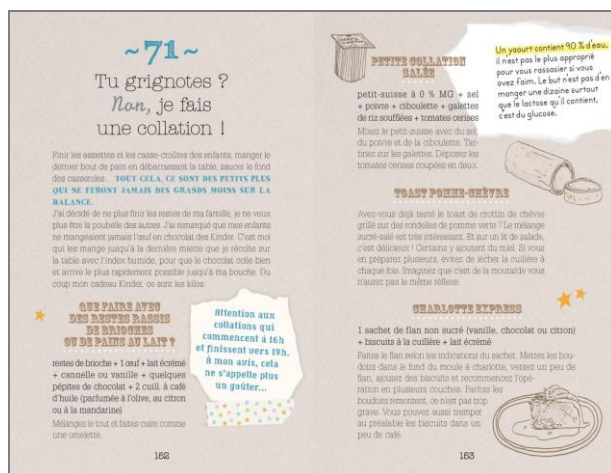 ~71~
Tu grignotes ?
Non, je fais
une collation !
Finir les assiettes et les casse-croûtes des enfants, manger le
dernier bout de pain en débarrassant la table, saucer le fond
des casseroles... TOUT CELA, CE SONT DES PETITS PLUS
QUI NE FERONT JAMAIS DES GRANDS MOINS SUR LA
BALANCE.
J'ai décidé de ne plus finir les restes de ma famille, je ne veux
plus être la poubelle des autres. J'ai remarqué que mes enfants
ne mangeaient jamais l'œuf en chocolat des Kinder. C'est moi
qui les mange jusqu'à la dernière miette que je récolte sur
la table avec l'index humide, pour que le chocolat colle bien
et arrive le plus rapidement possible jusqu'à ma bouche. Du
coup mon cadeau Kinder, ce sont les kilos.
QUE FAIRE AVEC
DES RESTES RASSIS
DE BRIOCHES
OU DE PAINS AU LAIT ?
restes de brioche + 1 œuf + lait écrémé
+ cannelle ou vanille + quelques
pépites de chocolat + 2 cuill. à café
d'huile (parfumée à l'olive, au citron
ou à la mandarine)
Mélangez le tout et faites cuire comme
une omelette.
Attention aux
collations qui
commencent à 16h
et finissent vers 19h.
À mon avis, cela
ne s'appelle plus
un goûter...
162
PETITE COLLATION
SALÉE
petit-suisse à 0 % MG + sel
+ poivre + ciboulette + galettes
de riz soufflées + tomates cerises
Mixez le petit-suisse avec du sel,
du poivre et de la ciboulette. Tar-
tinez sur les galettes. Déposez les
tomates cerises coupées en deux.
Un yaourt contient 90 % d'eau,
il n'est pas le plus approprié
pour vous rassasier si vous
avez faim. Le but n'est pas d'en
manger une dizaine surtout
que le lactose qu'il contient,
c'est du glucose.
TOAST POMME-CHÈVRE
Avez-vous déjà testé le toast de crottin de chèvre
grillé sur des rondelles de pomme verte ? Le mélange
sucré-salé est très intéressant. Et sur un lit de salade,
c'est délicieux ! Certains y ajoutent du miel. Si vous
en préparez plusieurs, évitez de lécher la cuillère à
chaque fois. Imaginez que c'est de la moutarde vous
n'aurez pas le même réflexe.
CHARLOTTE EXPRESS
1 sachet de flan non sucré (vanille, chocolat ou citron)
+ biscuits à la cuillère + lait écrémé
Faites le flan selon les indications du sachet. Mettez les bou-
doirs dans le fond du moule à charlotte, versez un peu de
flan, ajoutez des biscuits et recommencez l'opé-
ration en plusieurs couches. Parfois les
boudoirs remontent, ce n'est pas trop
grave. Vous pouvez aussi tremper
au préalable les biscuits dans un
peu de café.
163